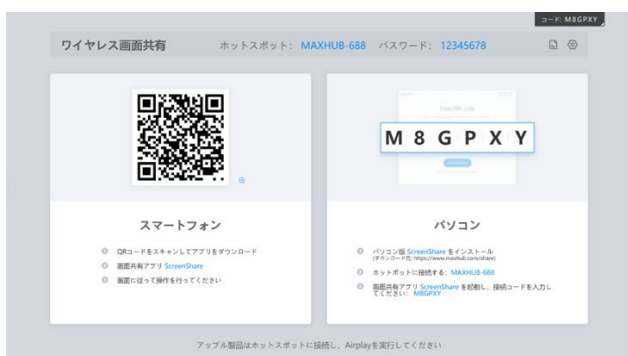 コード: M8GPXY
ワイヤレス画面共有
ホットスポット: MAXHUB-688 パスワード: 12345678
M 8 G P X Y
スマートフォン
QRコードをスキャンしてアプリをダウンロード
画面共有アプリ ScreenShare
画面に従って操作を行ってください
パソコン
パソコン版 ScreenShare をインストール
(ダウンロード先: https://www.maxhub.com/share)
ホットポットに接続する: MAXHUB-688
画面共有アプリ ScreenShare を起動し、接続コードを入力し
てください: M8GPXY
アップル製品はホットスポットに接続し、Airplayを実行してください